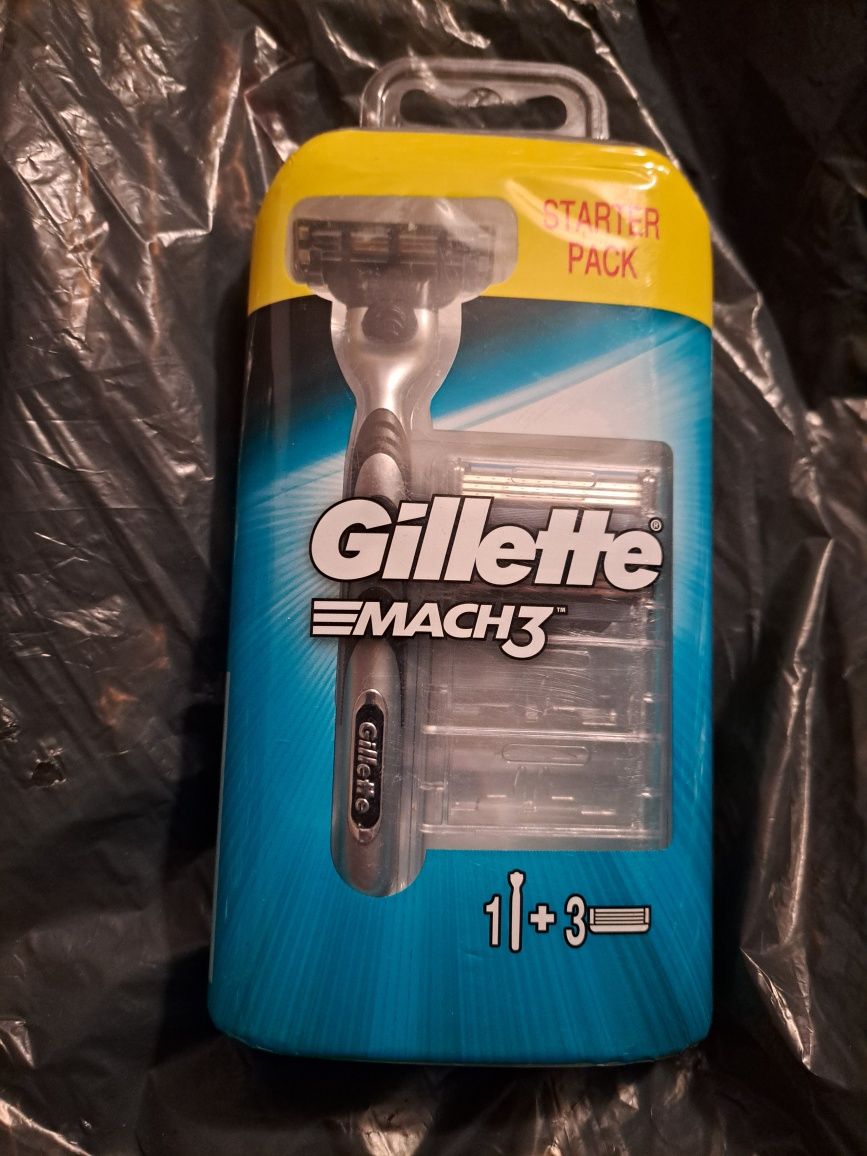 STARTER
PACK
Gillette®
MACH3™
Gillette
1 + 3